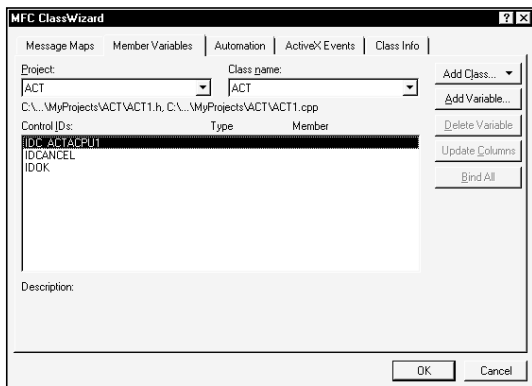 MFC ClassWizard
Message Maps Member Variables Automation ActiveX Events Class Info
Project: Class name:
ACT ACT
Add Class...
C:\...\MyProjects\ACT\ACT1.h, C:\...\MyProjects\ACT\ACT1.cpp
Add Variable...
Control IDs: Type Member
Delete Variable
IDC_ACTACPU1
IDCANCEL
Update Columns
IDOK
Bind All
Description:
OK Cancel